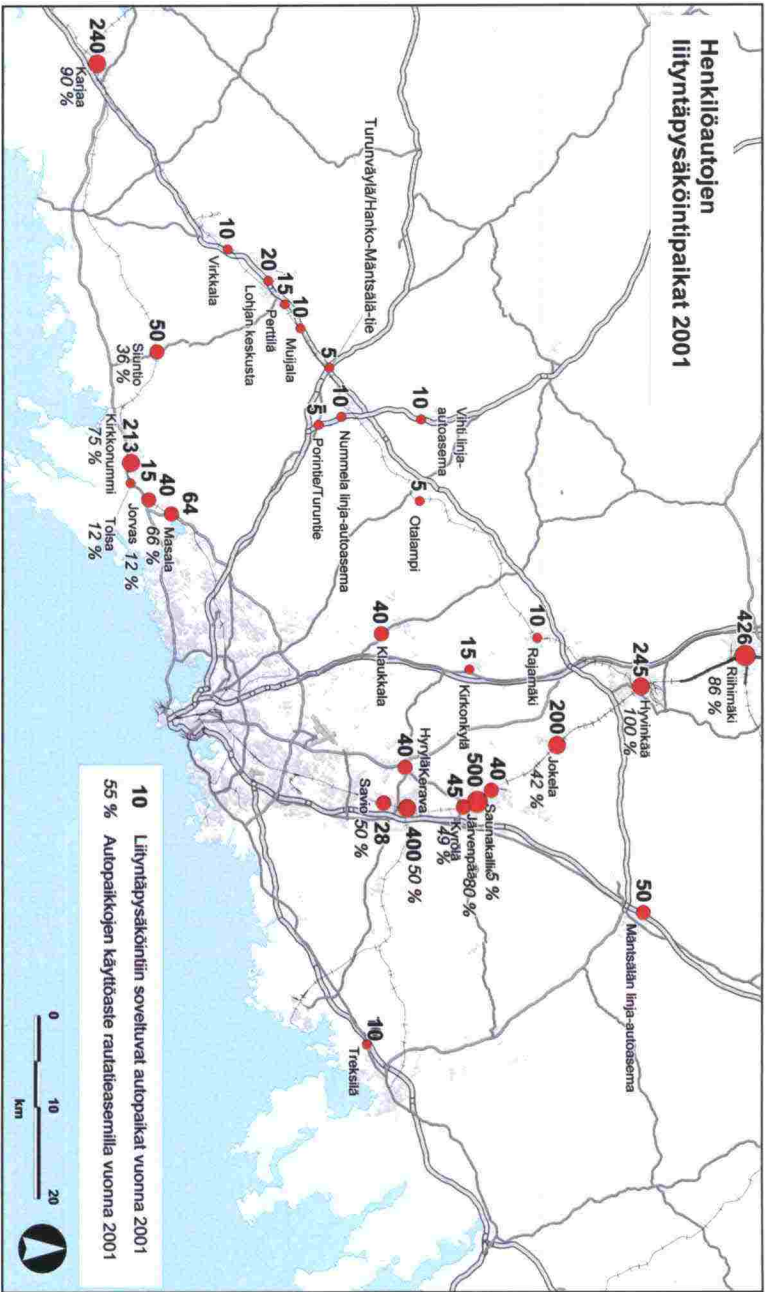 Henkilöautojen
liityntäpysäköintipaikat 2001
426
Riihimäki
86 %
245
Hyvinkää
100 %
50
Mäntsälän linja-autoasema
10
Rajamäki
200
Jokela
42 %
40
Saunakallio
5 %
500
Järvenpää
80 %
45
Kyrölä
49 %
15
Kirkonkylä
Vihti linja-
autoasema
10
5
Otalampi
40
Klaukkala
40
Hyrylä
Kerava
400
50 %
Savio
28
50 %
10
Treksilä
Turunväylä/Hanko-Mäntsälä-tie
5
10
Nummela linja-autoasema
5
Porintie/Turuntie
10
Muijala
15
Perttilä
20
Lohjan keskusta
10
Virkkala
240
Karjaa
90 %
50
Siuntio
36 %
213
Kirkkonummi
75 %
15
40
64
Masala
66 %
Jorvas
12 %
Tolsa
12 %
10 Liityntäpysäköintiin soveltuvat autopaikat vuonna 2001
55 % Autopaikkojen käyttöaste rautatieasemilla vuonna 2001
0 10 20
km